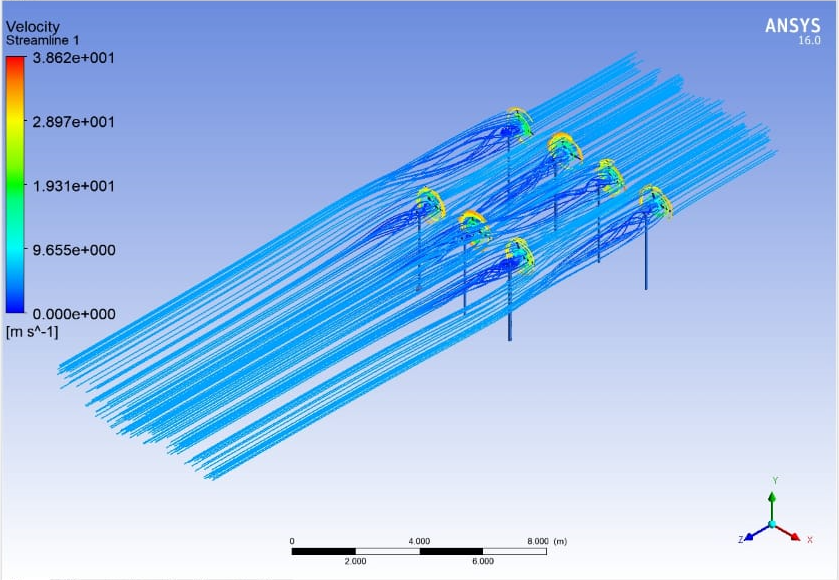 Velocity
Streamline 1
3.862e+001
2.897e+001
1.931e+001
9.655e+000
0.000e+000
[m s^-1]
ANSYS
16.0
Y
Z
X
0 4.000 8.000 (m)
2.000 6.000